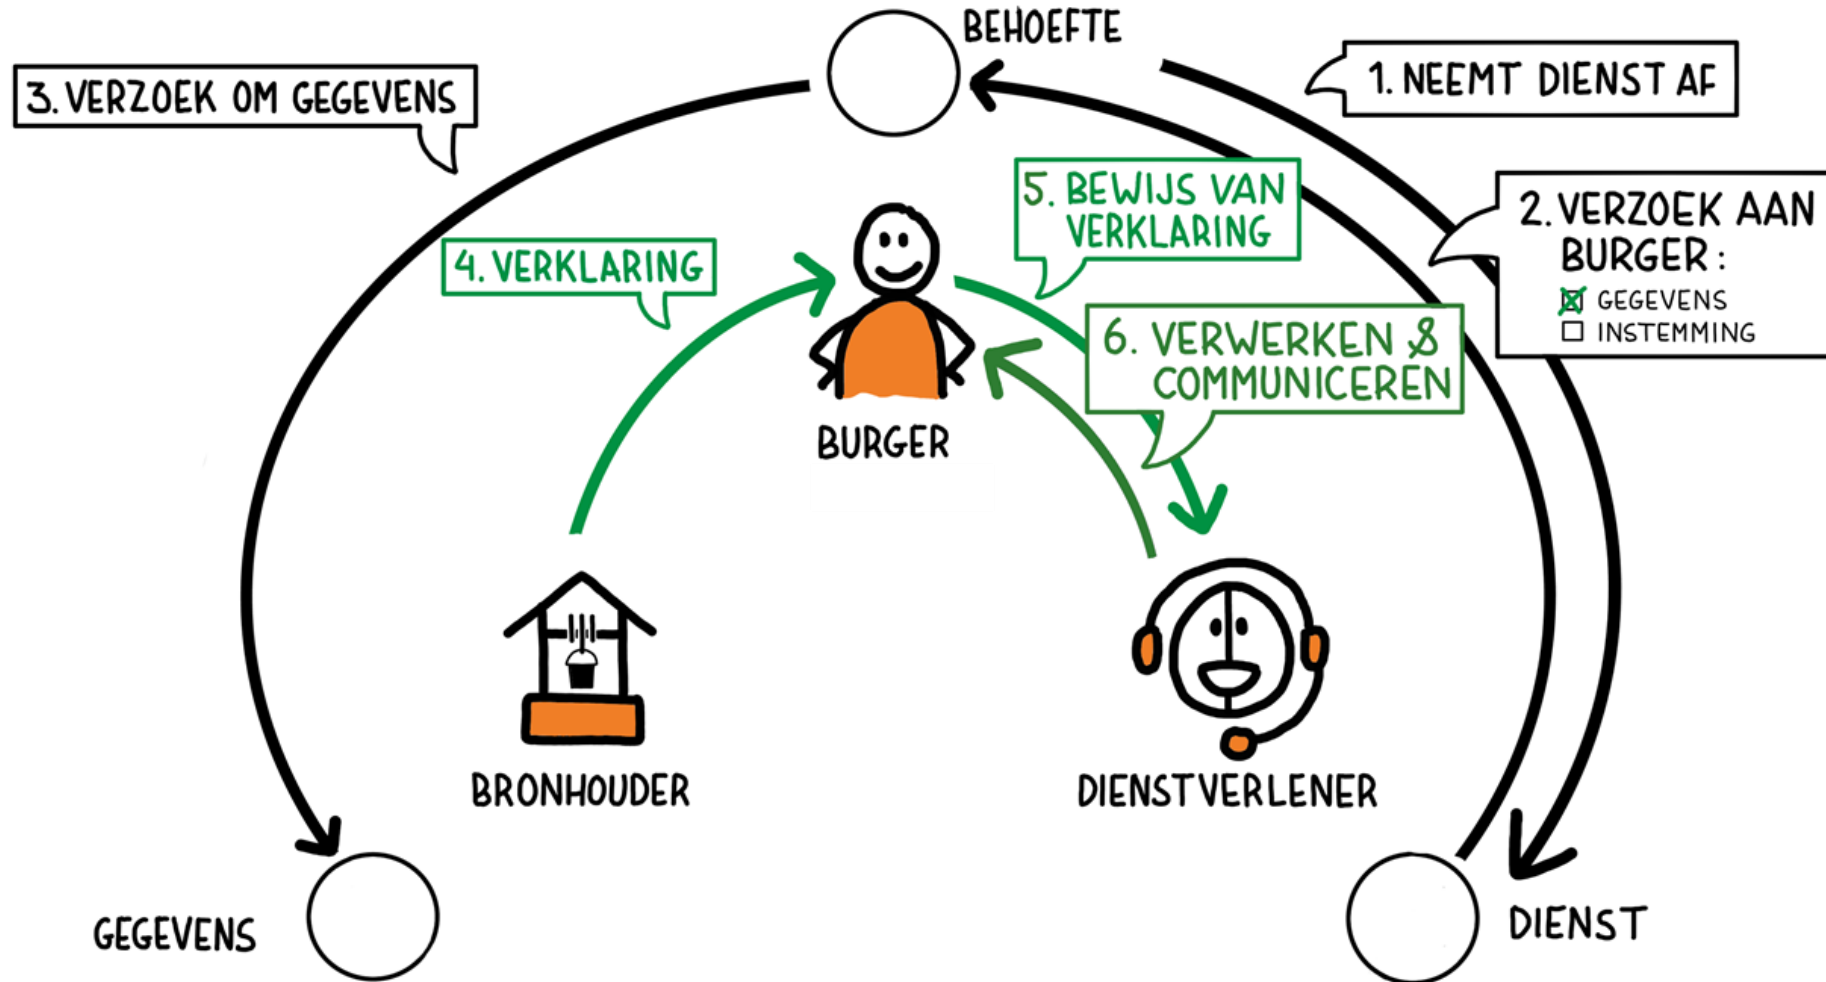 BEHOEFTE
1. NEEMT DIENST AF
3. VERZOEK OM GEGEVENS
2. VERZOEK AAN
BURGER:
GEGEVENS
INSTEMMING
5. BEWIJS VAN
VERKLARING
4. VERKLARING
6. VERWERKEN &
COMMUNICEREN
BURGER
BRONHOUDER
DIENSTVERLENER
GEGEVENS
DIENST